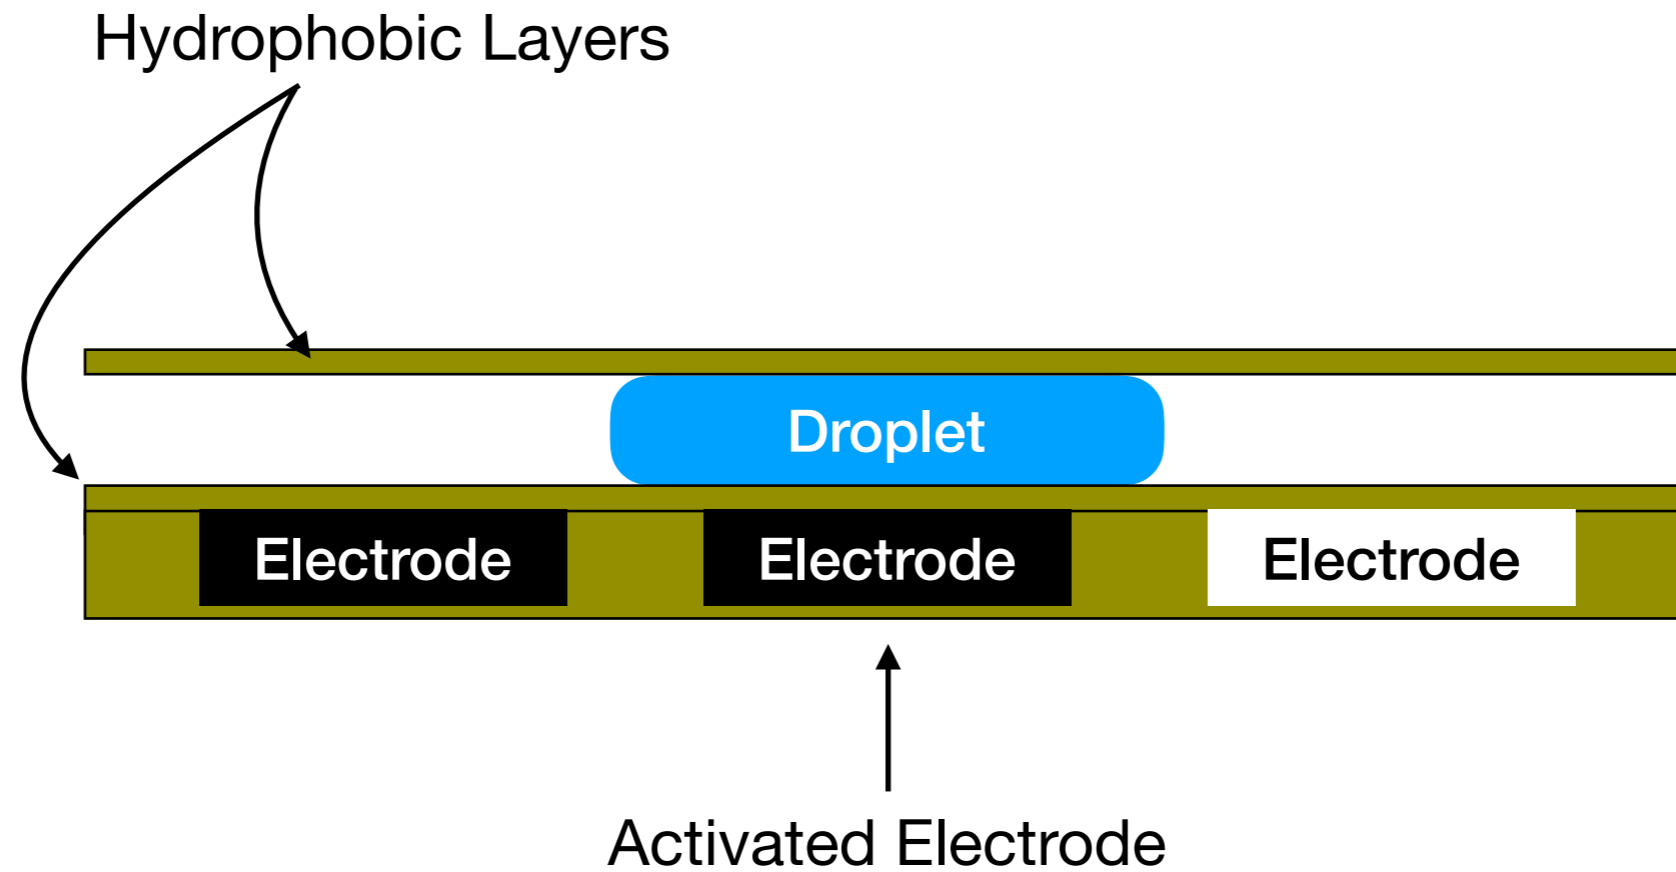 Hydrophobic Layers
Droplet
Electrode
Electrode
Electrode
Activated Electrode